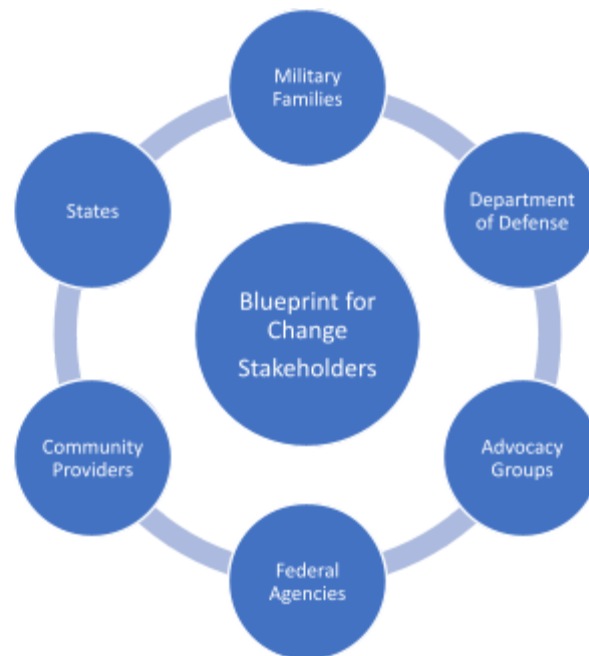 Military
Families
Department
of Defense
Advocacy
Groups
Federal
Agencies
Community
Providers
States
Blueprint for
Change
Stakeholders